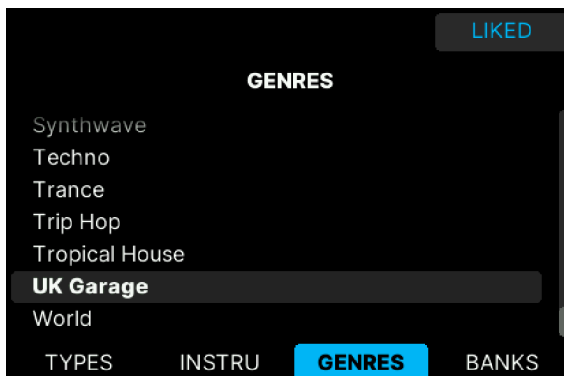 LIKED
GENRES
Synthwave
Techno
Trance
Trip Hop
Tropical House
UK Garage
World
TYPES INSTRU GENRES BANKS